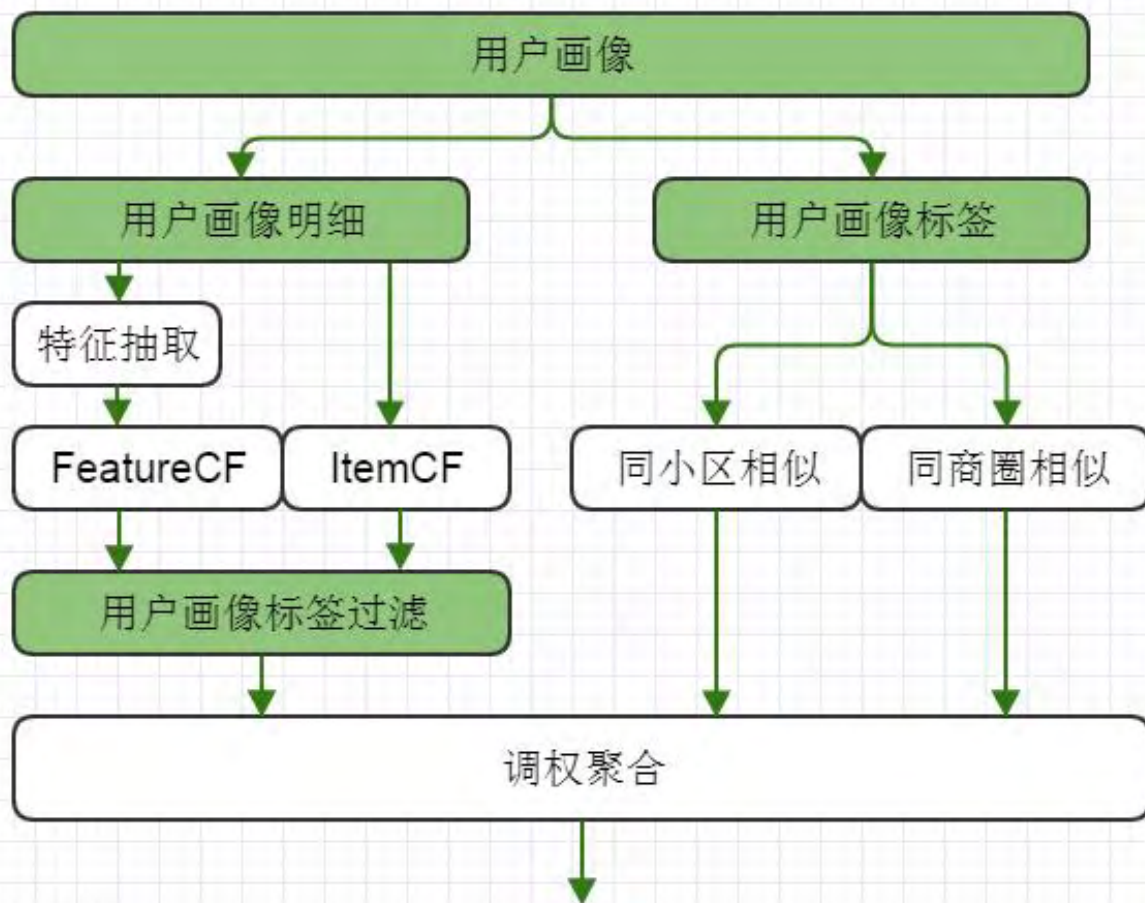 用户画像
用户画像明细
用户画像标签
特征抽取
FeatureCF
ItemCF
同小区相似
同商圈相似
用户画像标签过滤
调权聚合